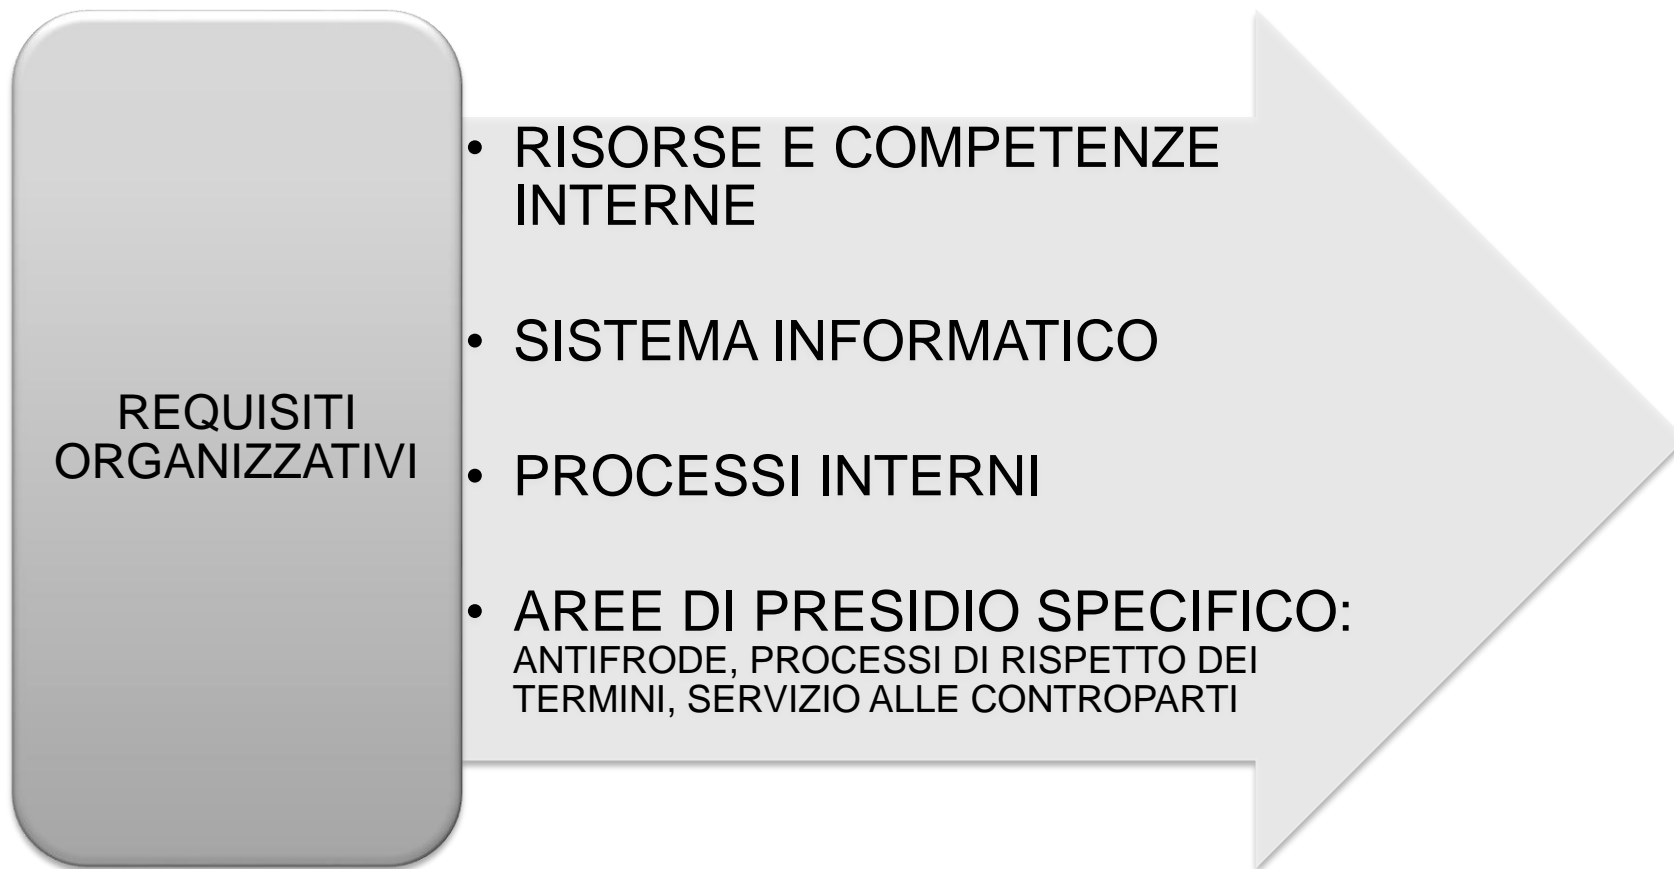 REQUISITI
ORGANIZZATIVI
• RISORSE E COMPETENZE
INTERNE
• SISTEMA INFORMATICO
• PROCESSI INTERNI
• AREE DI PRESIDIO SPECIFICO:
ANTIFRODE, PROCESSI DI RISPETTO DEI
TERMINI, SERVIZIO ALLE CONTROPARTI